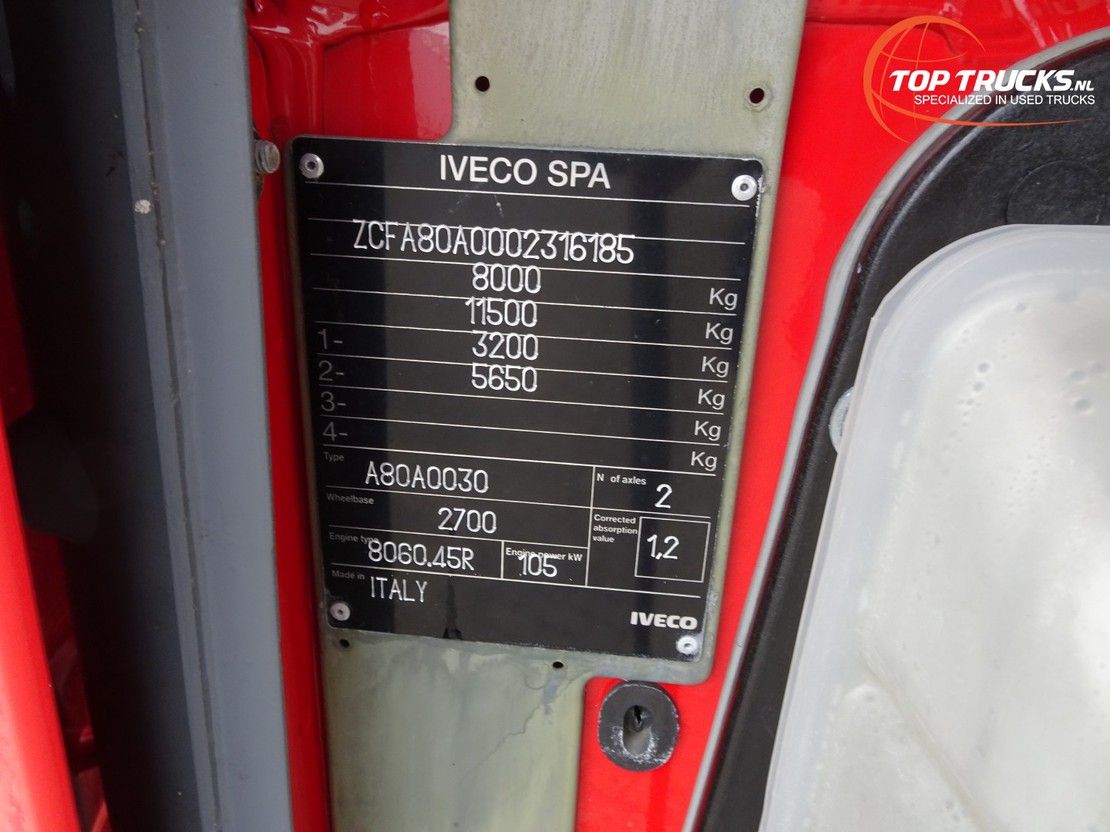 TOP TRUCKS.NL
SPECIALIZED IN USED TRUCKS
IVECO SPA
ZCFA80A0002316185
8000 Kg
11500 Kg
1- 3200 Kg
2- 5650 Kg
3- Kg
4- Kg
Type A80A0030
N of axles 2
Wheelbase 2700
Corrected absorption value 1,2
Engine type 8060.45R
Engine power kW 105
Made in ITALY
IVECO